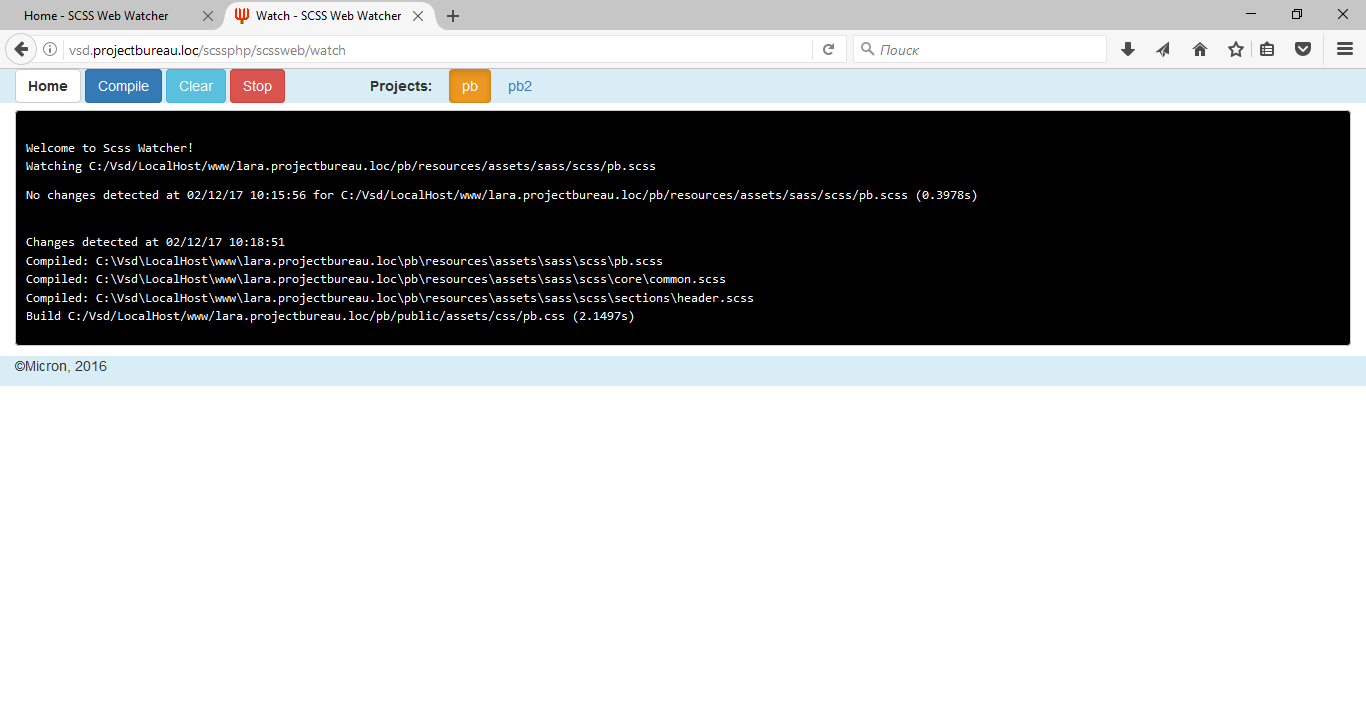 Home - SCSS Web Watcher
Watch - SCSS Web Watcher
vsd.projectbureau.loc/scssphp/scssweb/watch
Поиск
Home Compile Clear Stop Projects: pb pb2
Welcome to Scss Watcher!
Watching C:/Vsd/LocalHost/www/lara.projectbureau.loc/pb/resources/assets/sass/scss/pb.scss
No changes detected at 02/12/17 10:15:56 for C:/Vsd/LocalHost/www/lara.projectbureau.loc/pb/resources/assets/sass/scss/pb.scss (0.3978s)
Changes detected at 02/12/17 10:18:51
Compiled: C:\Vsd\LocalHost\www\lara.projectbureau.loc\pb\resources\assets\sass\scss\pb.scss
Compiled: C:\Vsd\LocalHost\www\lara.projectbureau.loc\pb\resources\assets\sass\scss\core\common.scss
Compiled: C:\Vsd\LocalHost\www\lara.projectbureau.loc\pb\resources\assets\sass\scss\sections\header.scss
Build C:/Vsd/LocalHost/www/lara.projectbureau.loc/pb/public/assets/css/pb.css (2.1497s)
©Micron, 2016